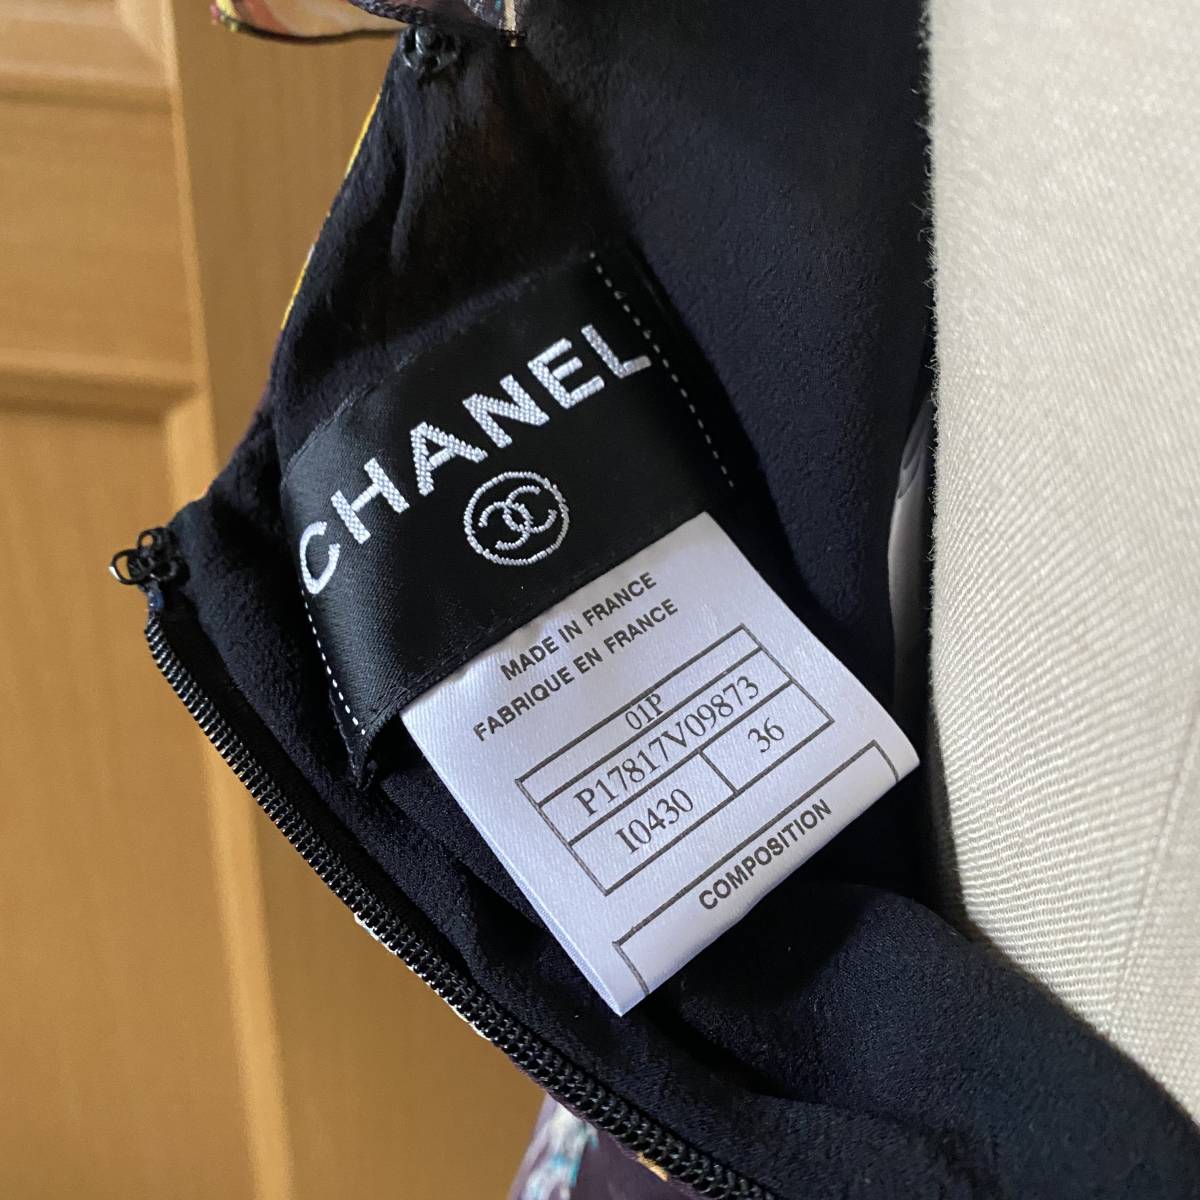 CHANEL
MADE IN FRANCE
FABRIQUE EN FRANCE
01P
P17817V09873
I0430 36
COMPOSITION